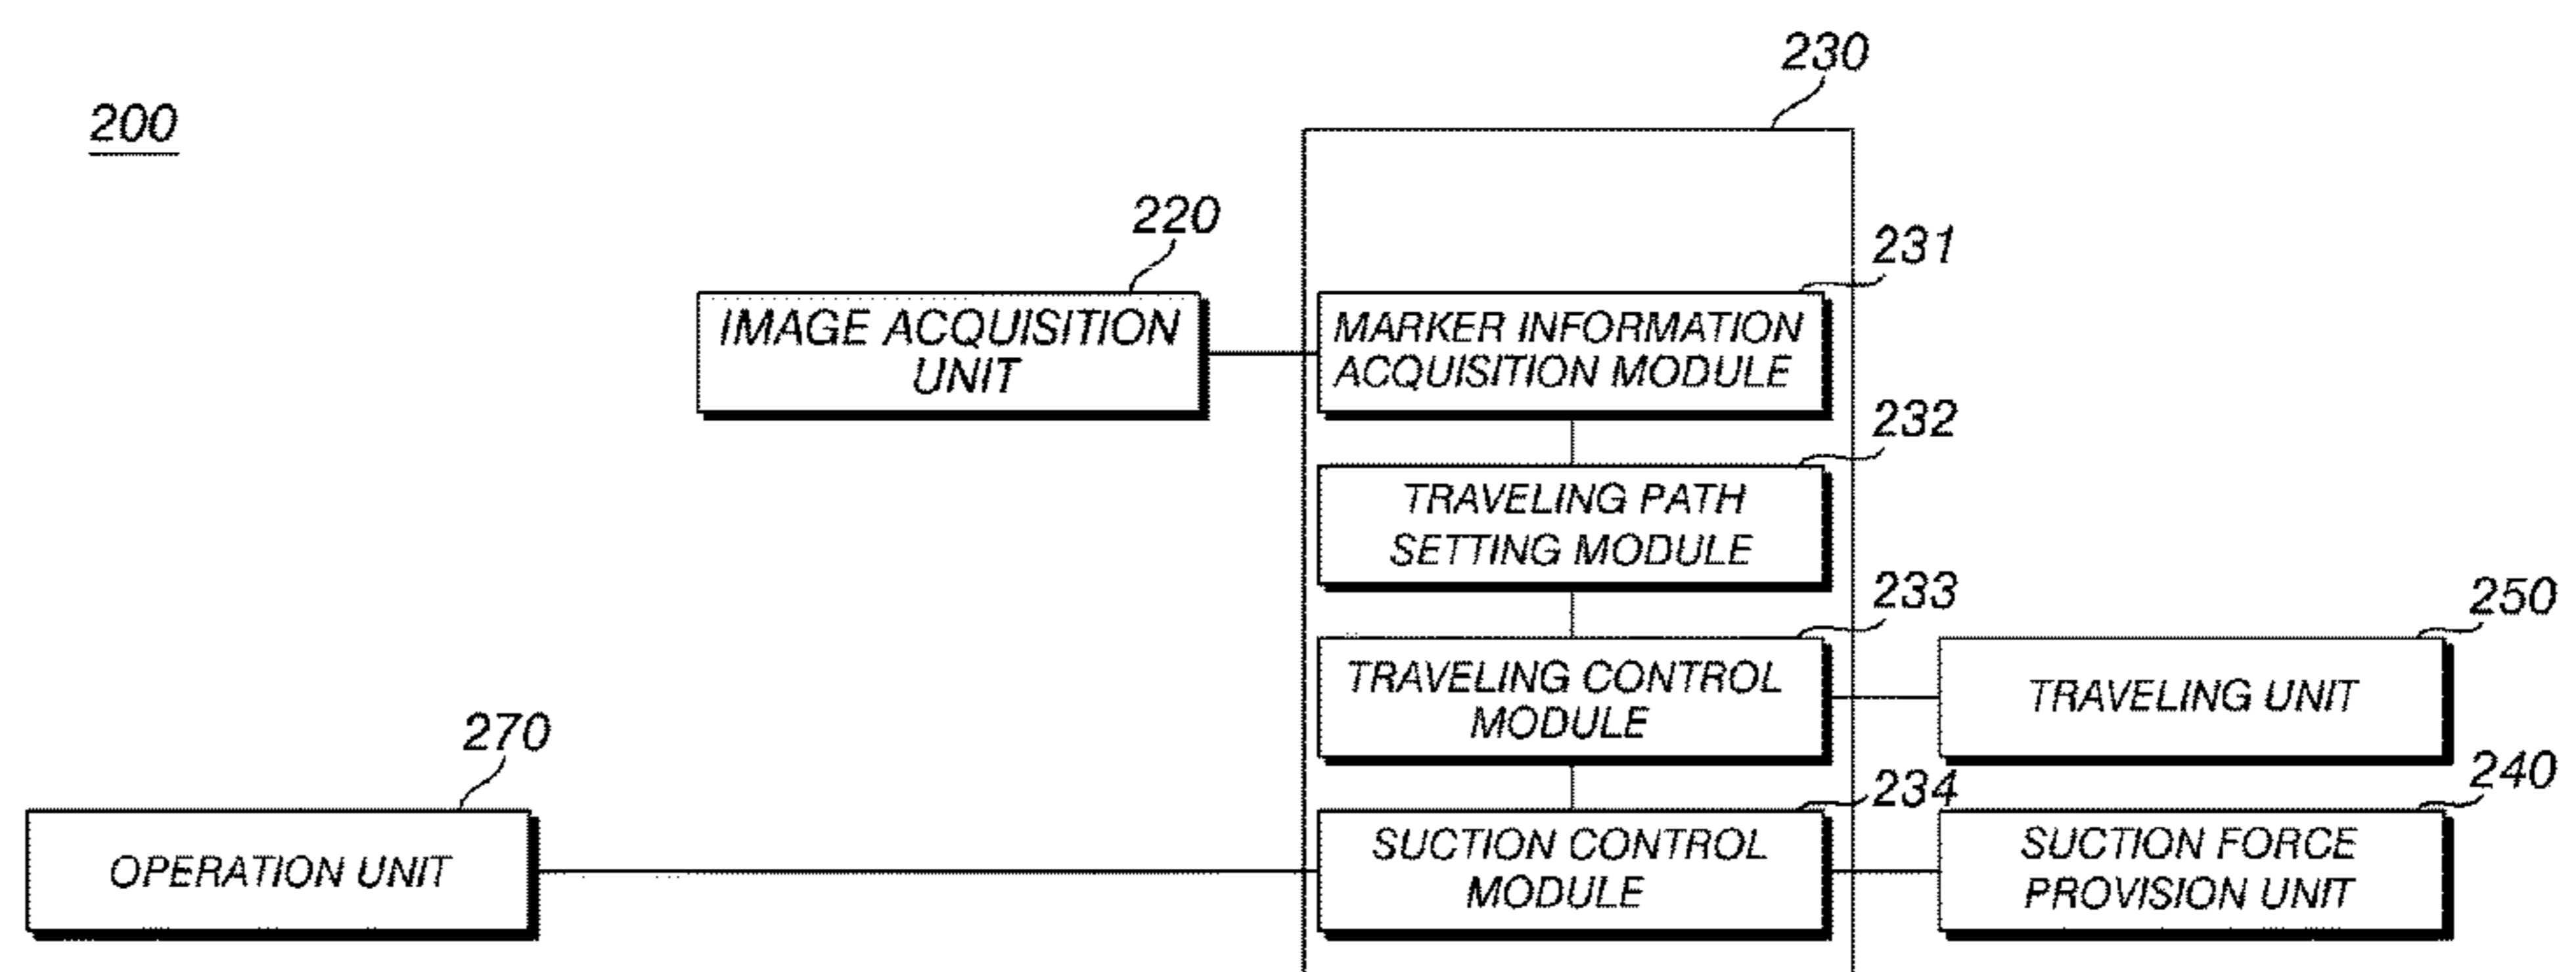 230
200
220
231
IMAGE ACQUISITION
UNIT
MARKER INFORMATION
ACQUISITION MODULE
232
TRAVELING PATH
SETTING MODULE
233
250
TRAVELING CONTROL
MODULE
TRAVELING UNIT
270
234
240
OPERATION UNIT
SUCTION CONTROL
MODULE
SUCTION FORCE
PROVISION UNIT